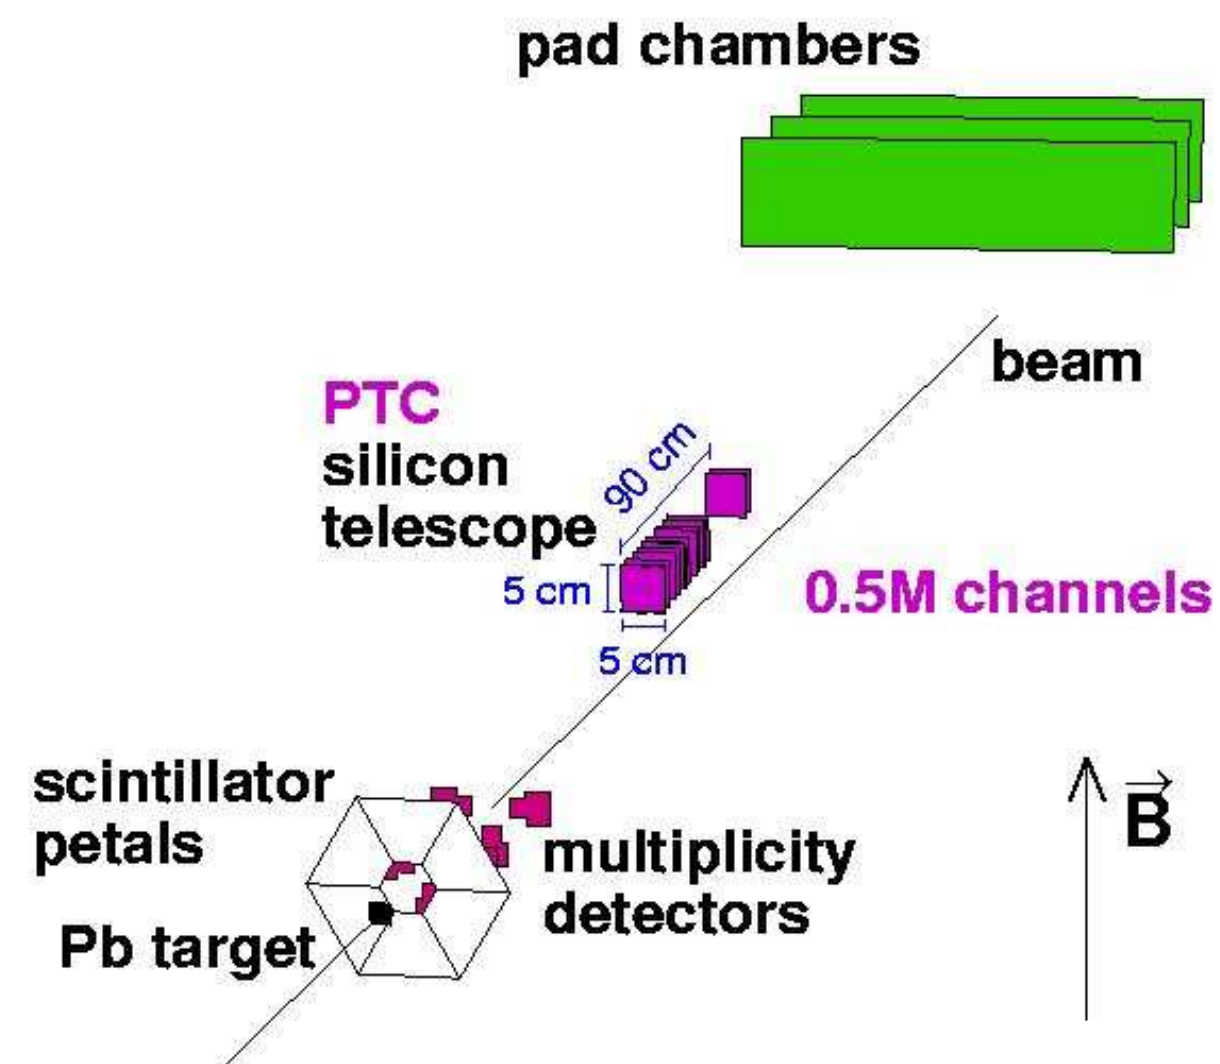 pad chambers
beam
PTC
silicon
telescope
90 cm
5 cm
5 cm
0.5M channels
scintillator
petals
multiplicity
detectors
Pb target
B